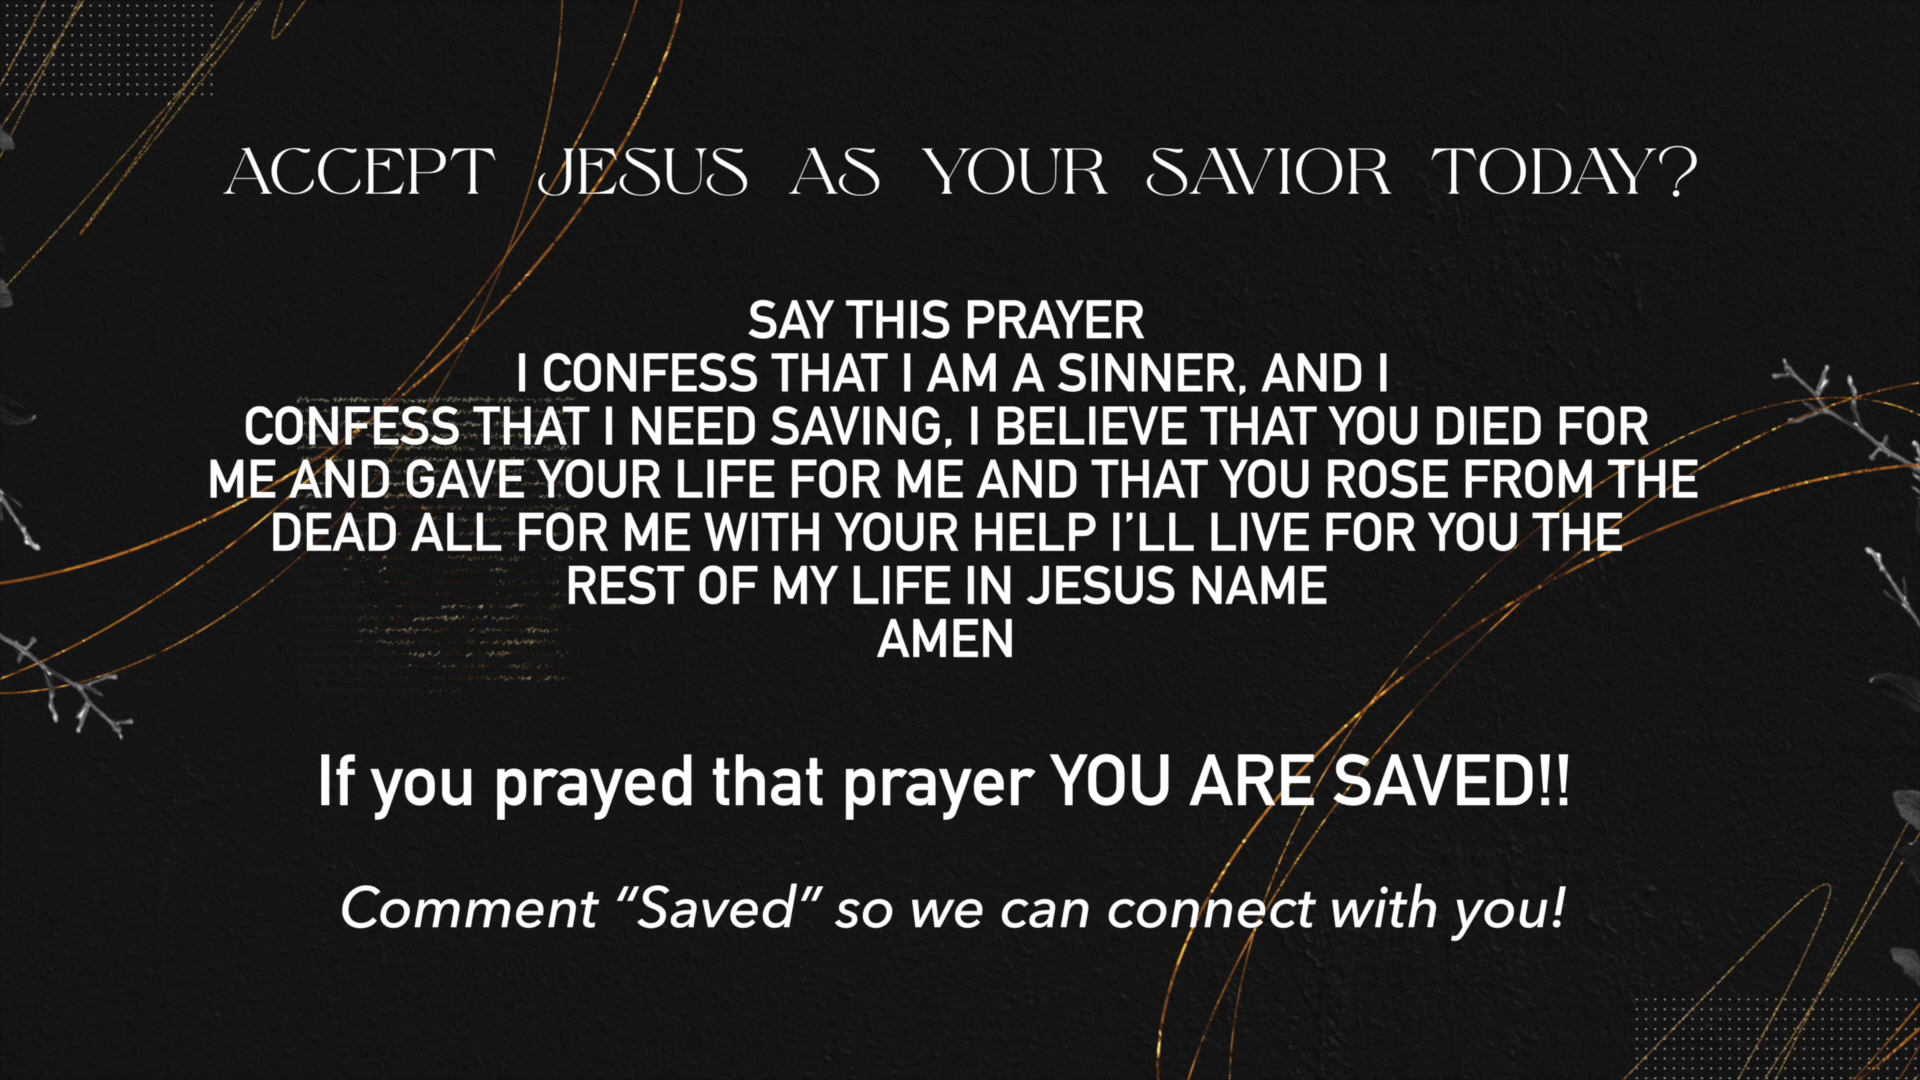 ACCEPT JESUS AS YOUR SAVIOR TODAY?
SAY THIS PRAYER
I CONFESS THAT I AM A SINNER, AND I
CONFESS THAT I NEED SAVING, I BELIEVE THAT YOU DIED FOR
ME AND GAVE YOUR LIFE FOR ME AND THAT YOU ROSE FROM THE
DEAD ALL FOR ME WITH YOUR HELP I’LL LIVE FOR YOU THE
REST OF MY LIFE IN JESUS NAME
AMEN
If you prayed that prayer YOU ARE SAVED!!
Comment “Saved” so we can connect with you!